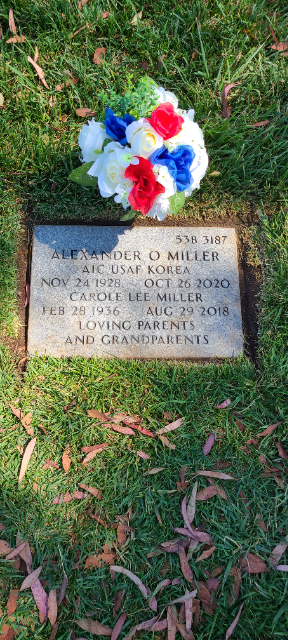 53B 3187
ALEXANDER O MILLER
A1C USAF KOREA
NOV 24 1928 OCT 26 2020
CAROLE LEE MILLER
FEB 28 1936 AUG 29 2018
LOVING PARENTS
AND GRANDPARENTS